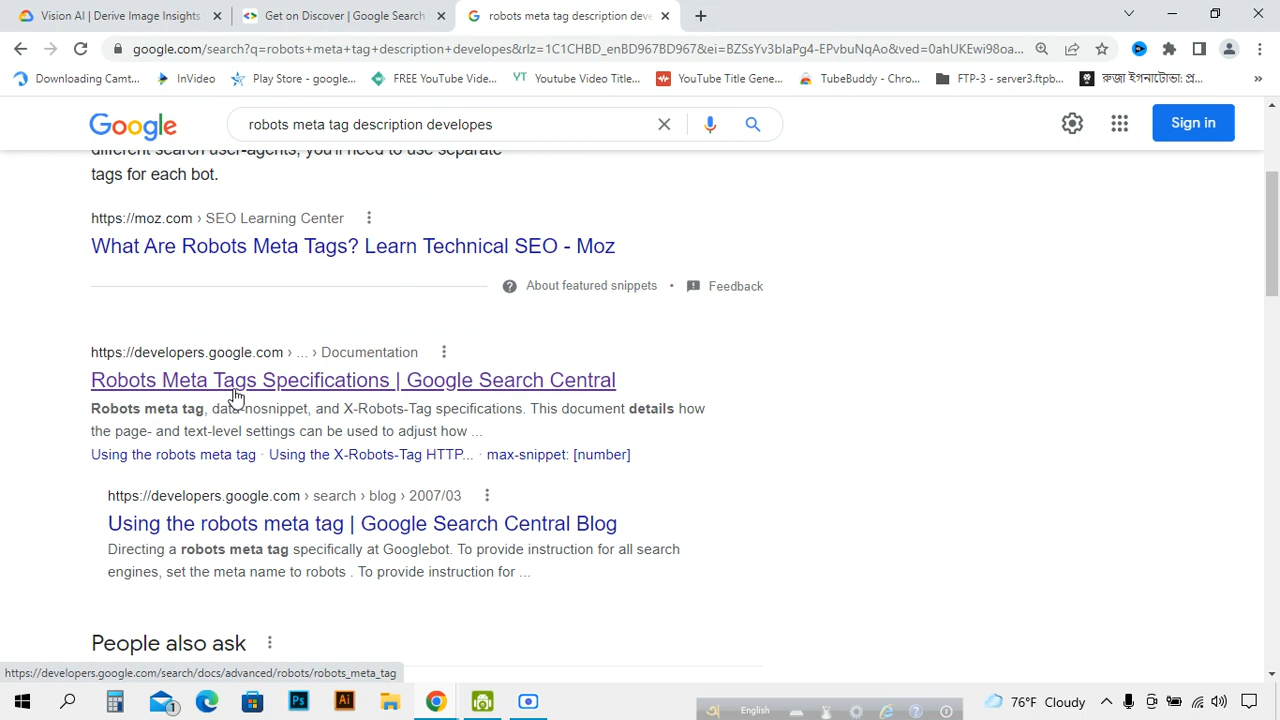 Vision AI | Derive Image Insights
Get on Discover | Google Search
robots meta tag description deve
google.com/search?q=robots+meta+tag+description+developes&rlz=1C1CHBD_enBD967BD967&ei=BZSsYv3bIaPg4-EPvbuNqAo&ved=0ahUKEwi98oa...
Downloading Camt...
InVideo
Play Store - google...
FREE YouTube Vide...
YT Youtube Video Titl...
YouTube Title Gene...
TubeBuddy - Chro...
FTP-3 - server3.ftpb...
রুজা ইগনাটোভা: প্র...
»
Google
robots meta tag description developes
Sign in
different search user-agents, you'll need to use separate
tags for each bot.
https://moz.com › SEO Learning Center
What Are Robots Meta Tags? Learn Technical SEO - Moz
About featured snippets • Feedback
https://developers.google.com › ... › Documentation
Robots Meta Tags Specifications | Google Search Central
Robots meta tag, data-nosnippet, and X-Robots-Tag specifications. This document details how
the page- and text-level settings can be used to adjust how ...
Using the robots meta tag · Using the X-Robots-Tag HTTP... · max-snippet: [number]
https://developers.google.com › search › blog › 2007/03
Using the robots meta tag | Google Search Central Blog
Directing a robots meta tag specifically at Googlebot. To provide instruction for all search
engines, set the meta name to robots . To provide instruction for ...
People also ask
https://developers.google.com/search/docs/advanced/robots/robots_meta_tag
1
Ps
Ai
English
76°F Cloudy